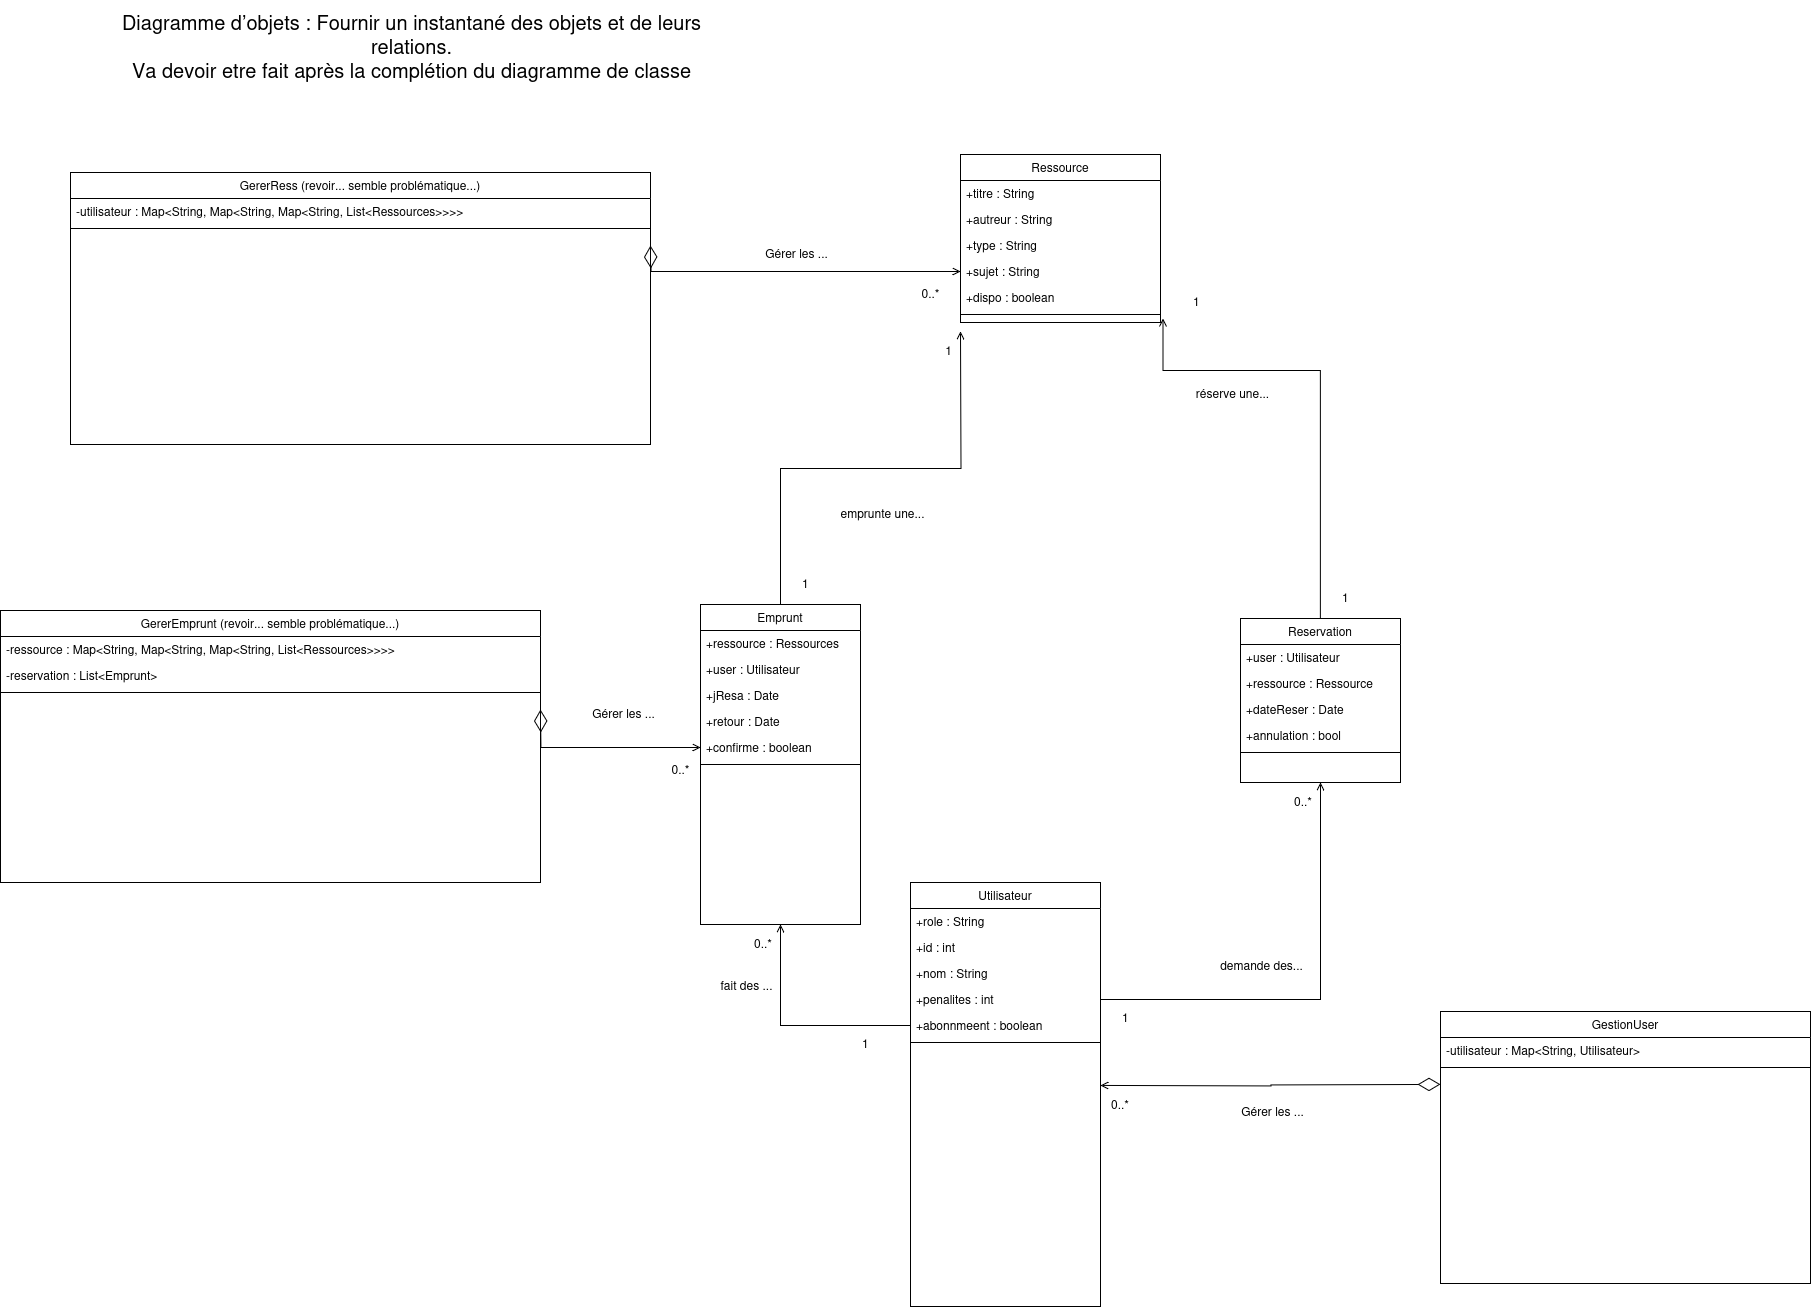 Diagramme d'objets : Fournir un instantané des objets et de leurs
relations.
Va devoir etre fait après la complétion du diagramme de classe
GererRess (revoir... semble problématique...)
-utilisateur : Map<String, Map<String, Map<String, List<Ressources>>>>
Gérer les ...
0..*
Ressource
+titre : String
+autreur : String
+type : String
+sujet : String
+dispo : boolean
1
1
réserve une...
emprunte une...
1
1
GererEmprunt (revoir... semble problématique...)
-ressource : Map<String, Map<String, Map<String, List<Ressources>>>>
-reservation : List<Emprunt>
Gérer les ...
0..*
Emprunt
+ressource : Ressources
+user : Utilisateur
+jResa : Date
+retour : Date
+confirme : boolean
Reservation
+user : Utilisateur
+ressource : Ressource
+dateReser : Date
+annulation : bool
0..*
0..*
fait des ...
1
Utilisateur
+role : String
+id : int
+nom : String
+penalites : int
+abonnmeent : boolean
demande des...
1
0..*
Gérer les ...
GestionUser
-utilisateur : Map<String, Utilisateur>